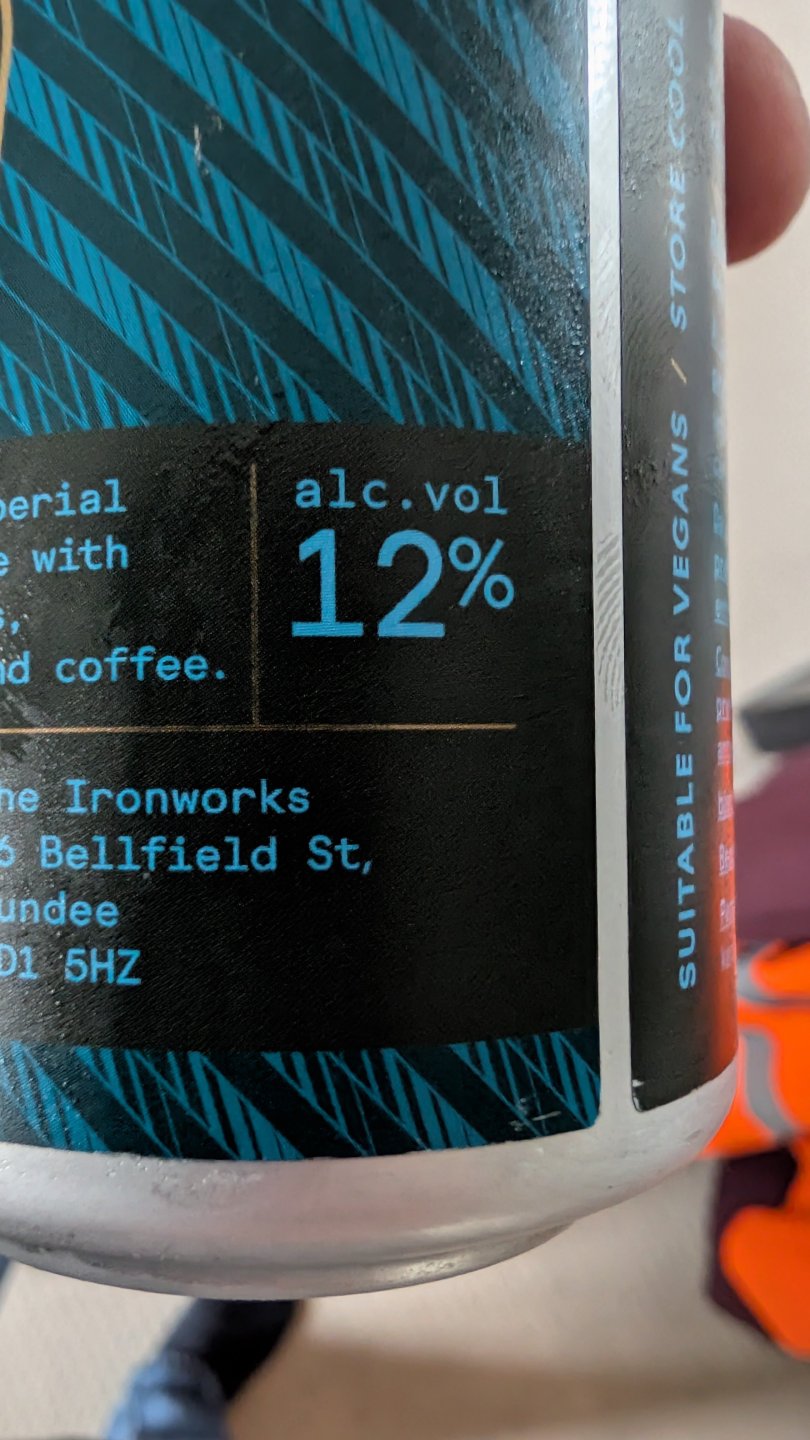 perial
with
nd coffee.
alc.vol
12%
he Ironworks
6 Bellfield St,
undee
D1 5HZ
SUITABLE FOR VEGANS / STORE COOL